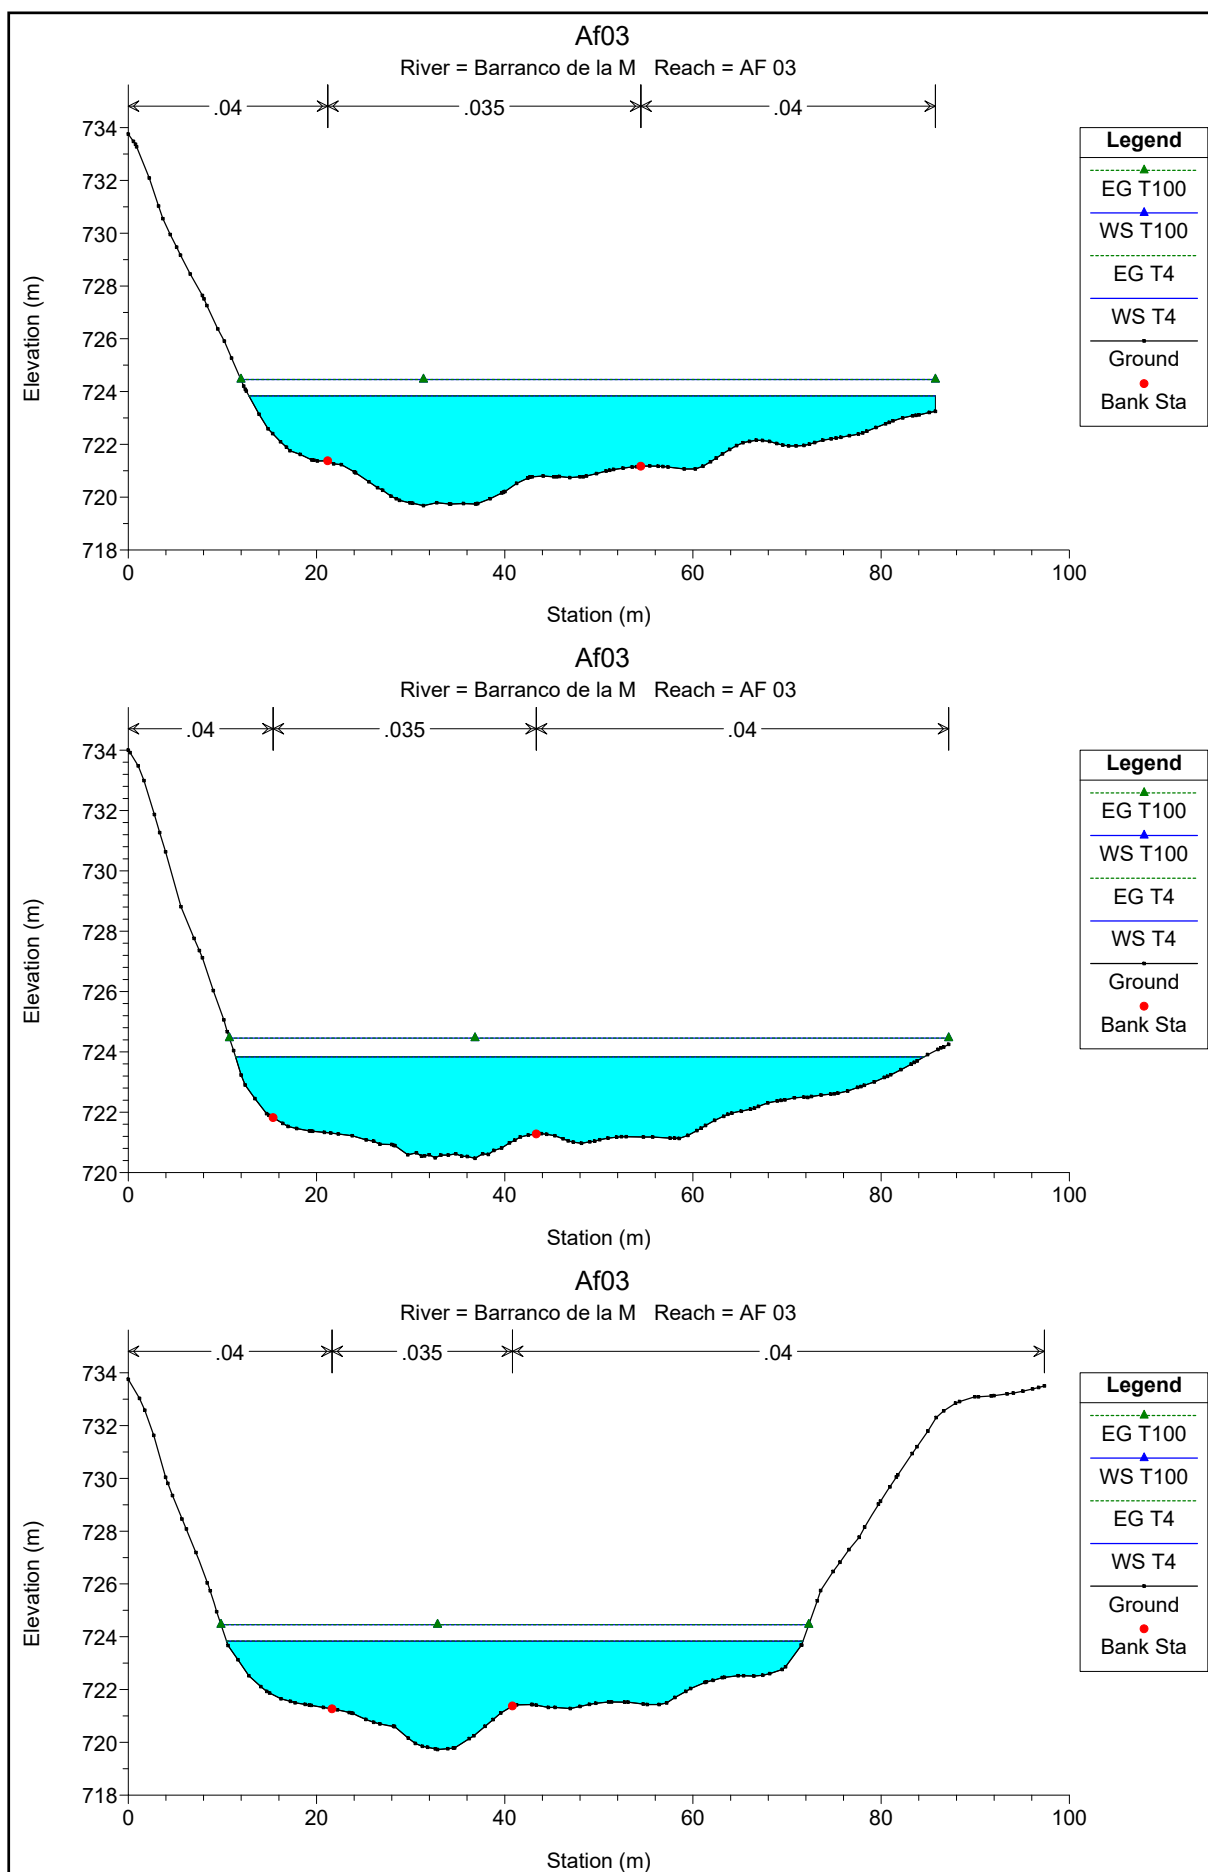 Af03
River = Barranco de la M   Reach = AF 03
.04 .035 .04
734
732
730
728
726
724
722
720
718
Elevation (m)
0 20 40 60 80 100
Station (m)
Legend
EG T100
WS T100
EG T4
WS T4
Ground
Bank Sta
Af03
River = Barranco de la M   Reach = AF 03
.04 .035 .04
734
732
730
728
726
724
722
720
Elevation (m)
0 20 40 60 80 100
Station (m)
Legend
EG T100
WS T100
EG T4
WS T4
Ground
Bank Sta
Af03
River = Barranco de la M   Reach = AF 03
.04 .035 .04
734
732
730
728
726
724
722
720
718
Elevation (m)
0 20 40 60 80 100
Station (m)
Legend
EG T100
WS T100
EG T4
WS T4
Ground
Bank Sta